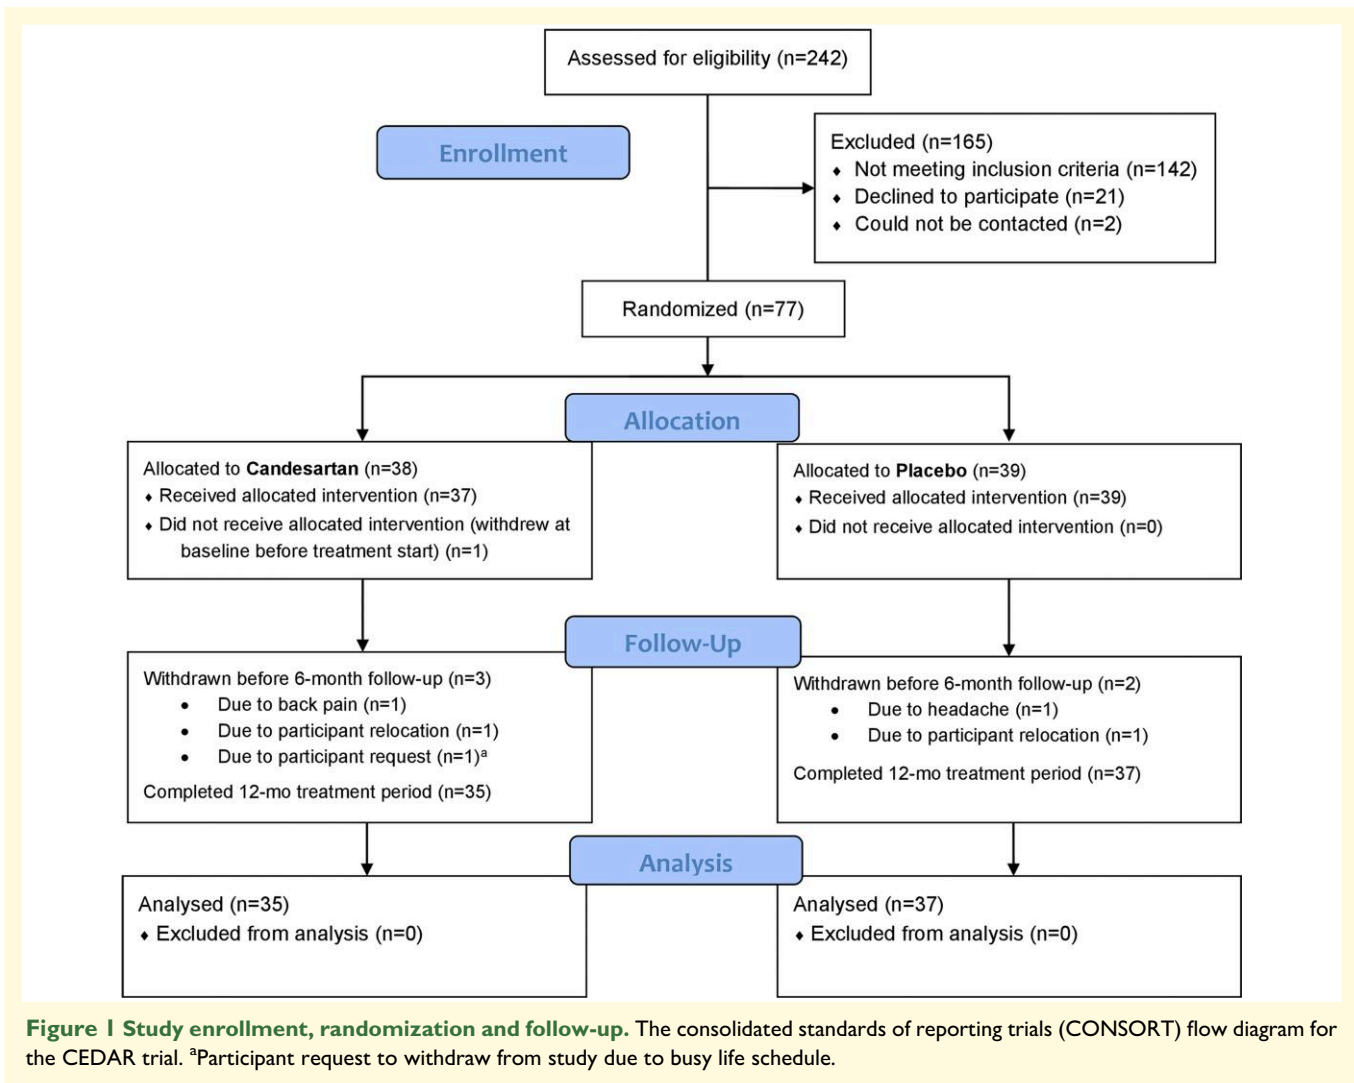 Assessed for eligibility (n=242)
Enrollment
Excluded (n=165)
♦ Not meeting inclusion criteria (n=142)
♦ Declined to participate (n=21)
♦ Could not be contacted (n=2)
Randomized (n=77)
Allocation
Allocated to Candesartan (n=38)
♦ Received allocated intervention (n=37)
♦ Did not receive allocated intervention (withdrew at
baseline before treatment start) (n=1)
Allocated to Placebo (n=39)
♦ Received allocated intervention (n=39)
♦ Did not receive allocated intervention (n=0)
Follow-Up
Withdrawn before 6-month follow-up (n=3)
• Due to back pain (n=1)
• Due to participant relocation (n=1)
• Due to participant request (n=1)ᵃ
Completed 12-mo treatment period (n=35)
Withdrawn before 6-month follow-up (n=2)
• Due to headache (n=1)
• Due to participant relocation (n=1)
Completed 12-mo treatment period (n=37)
Analysis
Analysed (n=35)
♦ Excluded from analysis (n=0)
Analysed (n=37)
♦ Excluded from analysis (n=0)
Figure 1 Study enrollment, randomization and follow-up. The consolidated standards of reporting trials (CONSORT) flow diagram for
the CEDAR trial. ᵃParticipant request to withdraw from study due to busy life schedule.